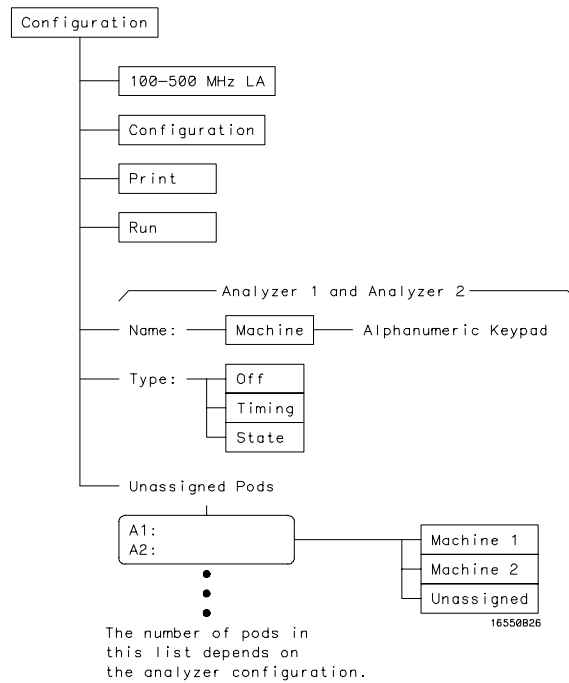 Configuration
100–500 MHz LA
Configuration
Print
Run
Analyzer 1 and Analyzer 2
Name:
Machine
Alphanumeric Keypad
Type:
Off
Timing
State
Unassigned Pods
A1:
A2:
Machine 1
Machine 2
Unassigned
16550B26
The number of pods in
this list depends on
the analyzer configuration.